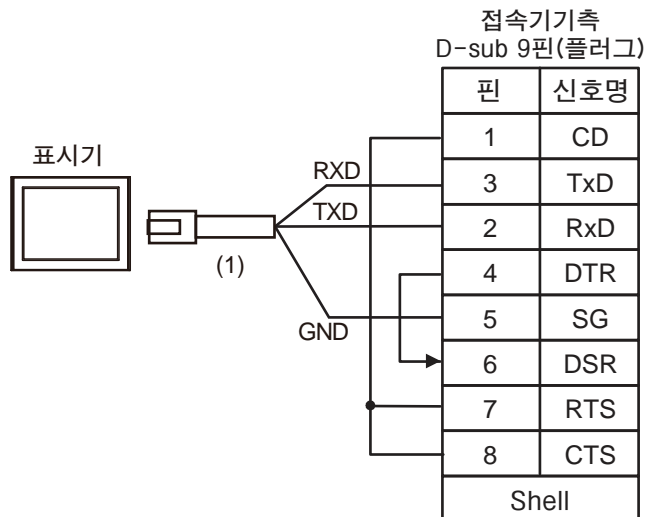 접속기기측
D-sub 9핀(플러그)
핀 신호명
1 CD
표시기
RXD
3 TxD
TXD
2 RxD
(1)
4 DTR
GND
5 SG
6 DSR
7 RTS
8 CTS
Shell